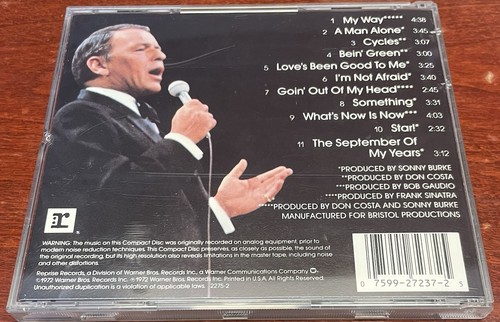 1 My Way***** 4:38
2 A Man Alone* 3:45
3 Cycles** 3:07
4 Bein' Green** 3:00
5 Love's Been Good To Me* 3:25
6 I'm Not Afraid* 3:40
7 Goin' Out Of My Head**** 2:45
8 Something* 3:31
9 What's Now Is Now*** 4:03
10 Star! * 2:32
11 The September Of
My Years* 3:12
*PRODUCED BY SONNY BURKE
**PRODUCED BY DON COSTA
***PRODUCED BY BOB GAUDIO
****PRODUCED BY FRANK SINATRA
*****PRODUCED BY DON COSTA AND SONNY BURKE
MANUFACTURED FOR BRISTOL PRODUCTIONS
r
WARNING: The music on this Compact Disc was originally recorded on analog equipment, prior to
modern noise reduction techniques. This Compact Disc preserves, as closely as possible, the sound of
the original recording, but its high resolution also reveals limitations in the master tape, including noise
and other distortions.
Reprise Records, a Division of Warner Bros. Records Inc., a Warner Communications Company
©1972 Warner Bros. Records Inc. ℗1972 Warner Bros. Records Inc. Printed in U.S.A. All Rights Reserved.
Unauthorized duplication is a violation of applicable laws. 2275-2
0 7599-27237-2 5